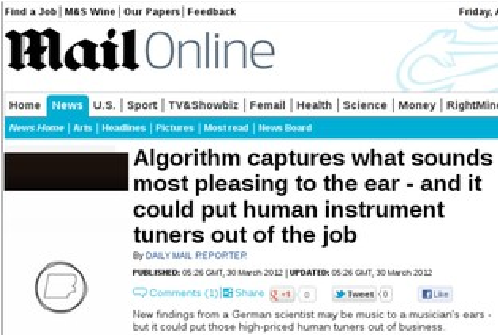 Find a Job | M&S Wine | Our Papers | Feedback
Friday,
Mail Online
Home News U.S. | Sport | TV&Showbiz | Femail | Health | Science | Money | RightMin
News Home | Arts | Headlines | Pictures | Most read | News Board
Algorithm captures what sounds
most pleasing to the ear - and it
could put human instrument
tuners out of the job
By DAILY MAIL REPORTER
PUBLISHED: 05:26 GMT, 30 March 2012 | UPDATED: 05:26 GMT, 30 March 2012
Comments (1) Share +1 0 Tweet 0 Like
New findings from a German scientist may be music to a musician's ears -
but it could put those high-priced human tuners out of business.